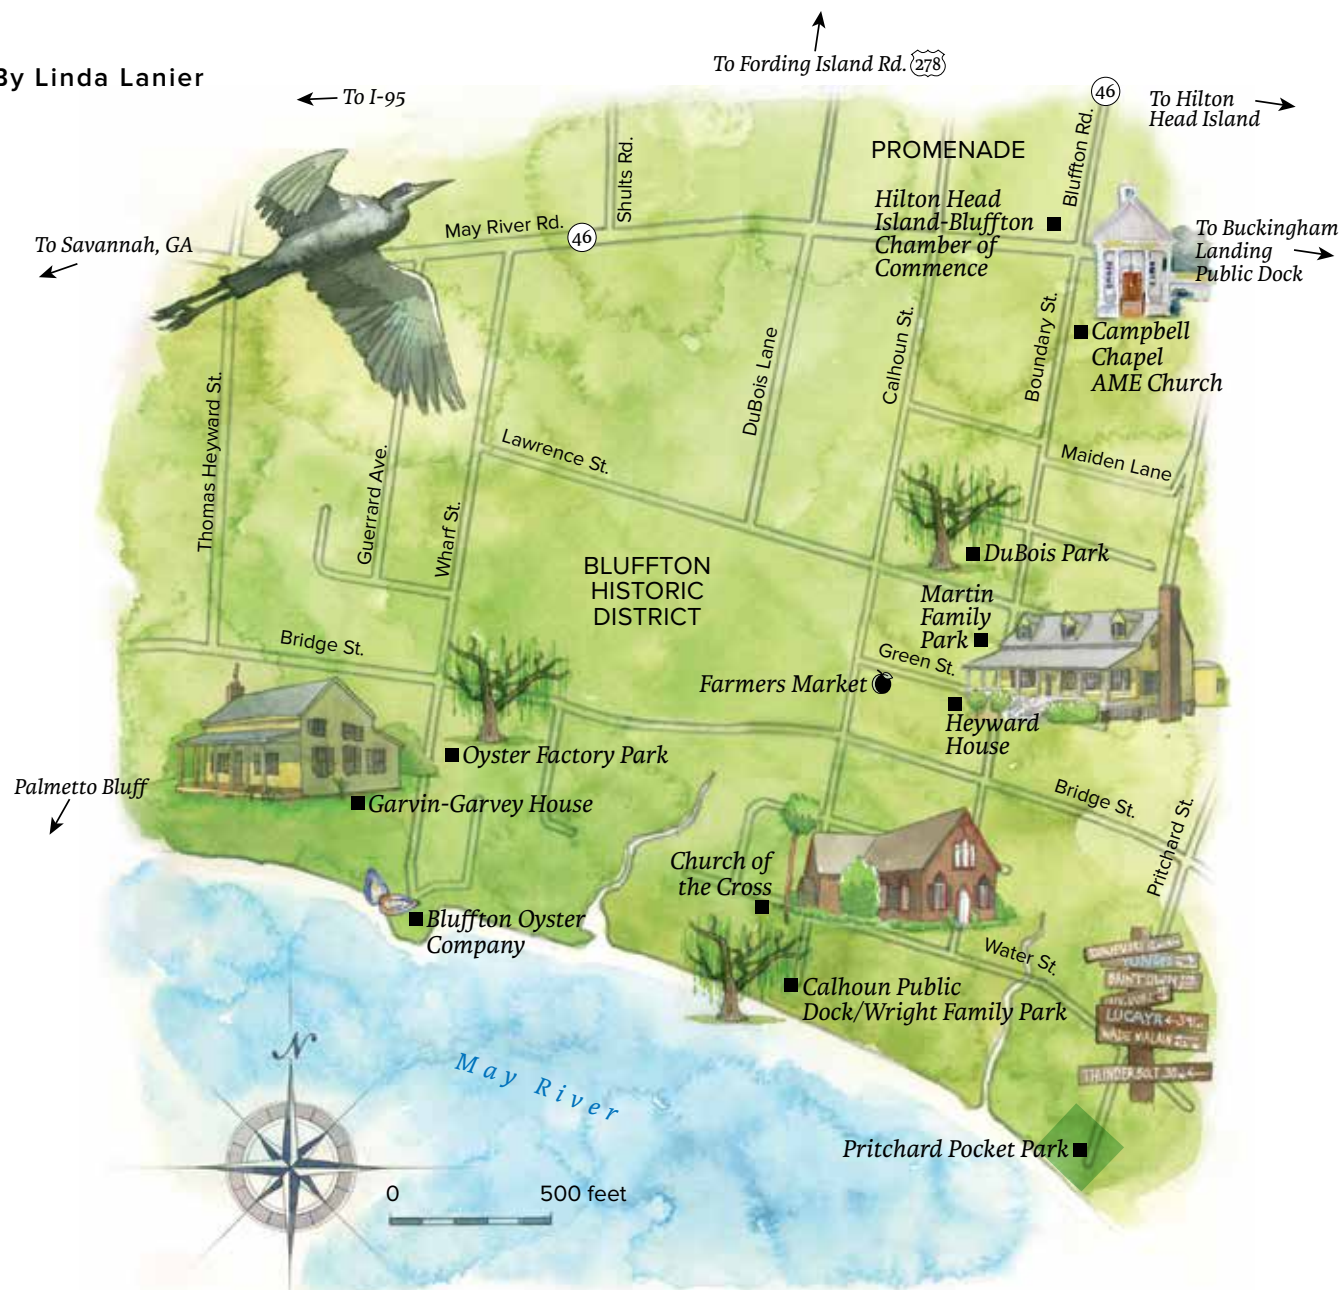 By Linda Lanier
To Fording Island Rd. 278
To I-95
46
To Hilton
Head Island
PROMENADE
Shults Rd.
Bluffton Rd.
Hilton Head
Island-Bluffton
Chamber of
Commence
May River Rd.
46
To Savannah, GA
To Buckingham
Landing
Public Dock
Campbell
Chapel
AME Church
Boundary St.
Calhoun St.
DuBois Lane
Thomas Heyward St.
Guerrard Ave.
Wharf St.
Lawrence St.
Maiden Lane
DuBois Park
BLUFFTON
HISTORIC
DISTRICT
Martin
Family
Park
Bridge St.
Green St.
Farmers Market
Heyward
House
Oyster Factory Park
Palmetto Bluff
Garvin-Garvey House
Bridge St.
Pritchard St.
Church of
the Cross
Bluffton Oyster
Company
Water St.
Calhoun Public
Dock/Wright Family Park
LUCAYA
THUNDERBOLT
N
May River
Pritchard Pocket Park
0 500 feet